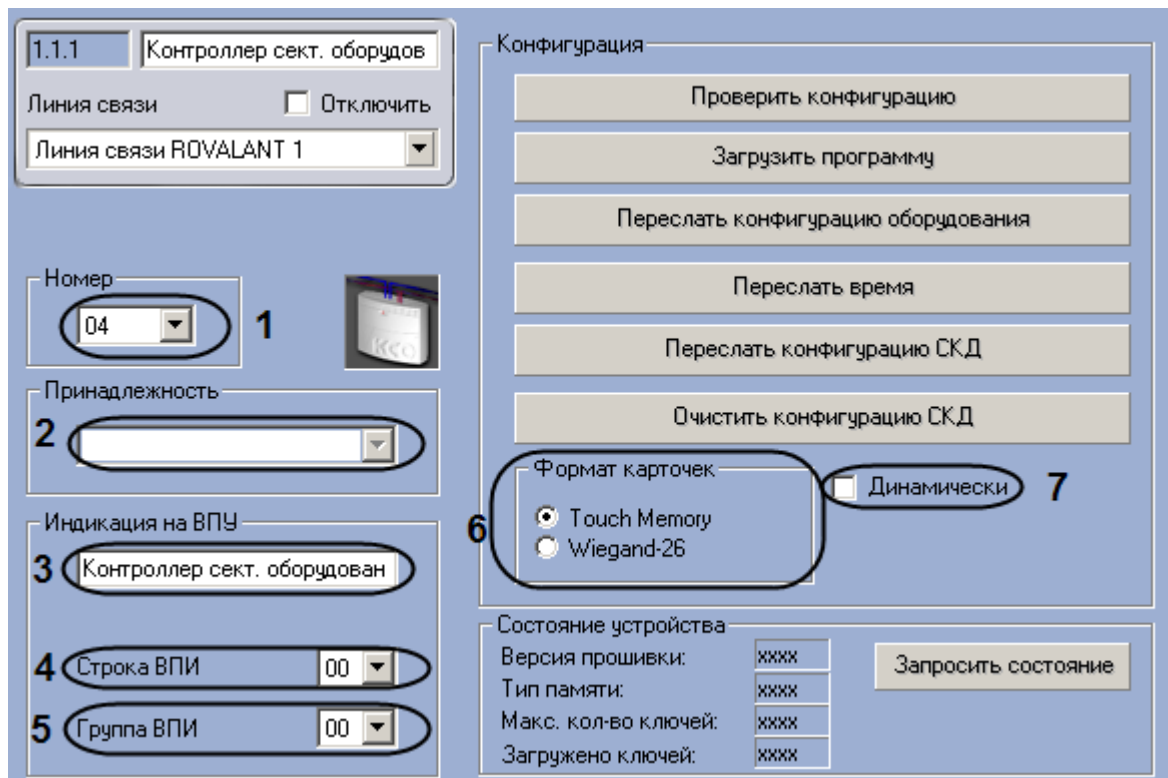 1.1.1
Контроллер сект. оборудов
Линия связи
Отключить
Линия связи ROVALANT 1
Номер
04
1
ККО
Принадлежность
2
Индикация на ВПУ
3
Контроллер сект. оборудован
4
Строка ВПИ
00
5
Группа ВПИ
00
Конфигурация
Проверить конфигурацию
Загрузить программу
Переслать конфигурацию оборудования
Переслать время
Переслать конфигурацию СКД
Очистить конфигурацию СКД
Формат карточек
6
Touch Memory
Wiegand-26
Динамически
7
Состояние устройства
Версия прошивки:
xxxx
Запросить состояние
Тип памяти:
xxxx
Макс. кол-во ключей:
xxxx
Загружено ключей:
xxxx